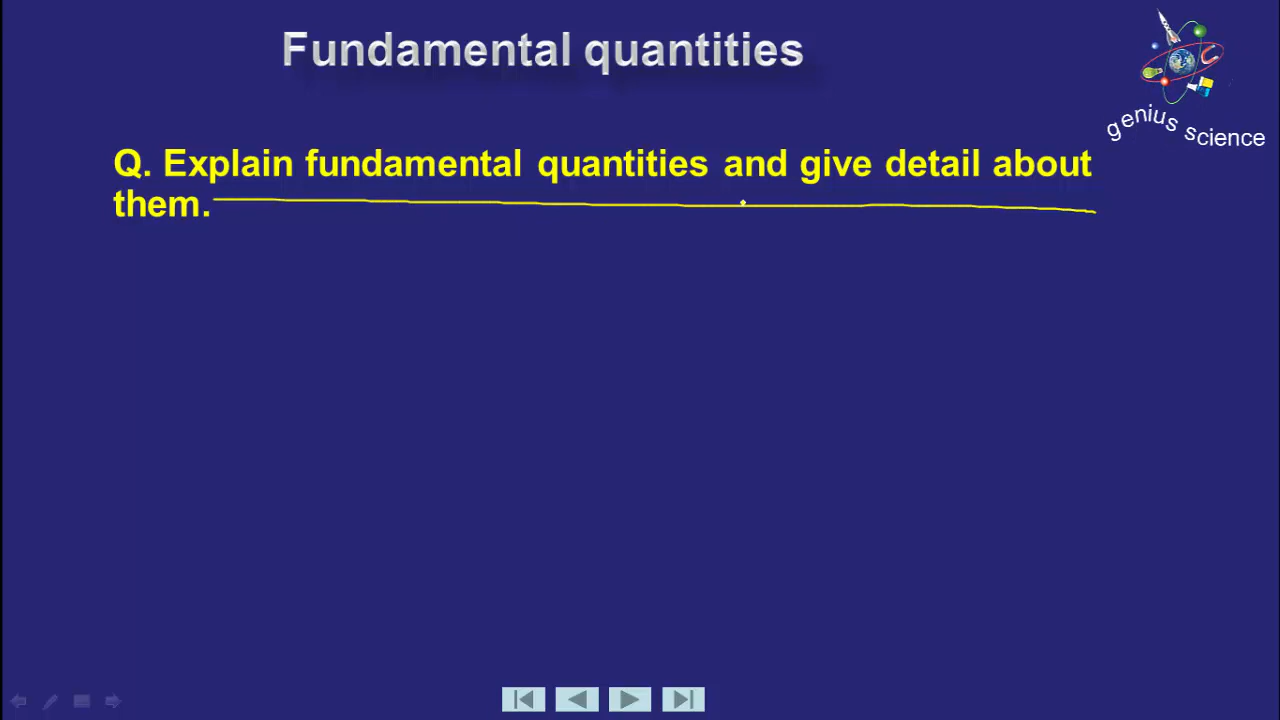 Fundamental quantities
genius science
Q. Explain fundamental quantities and give detail about
them.